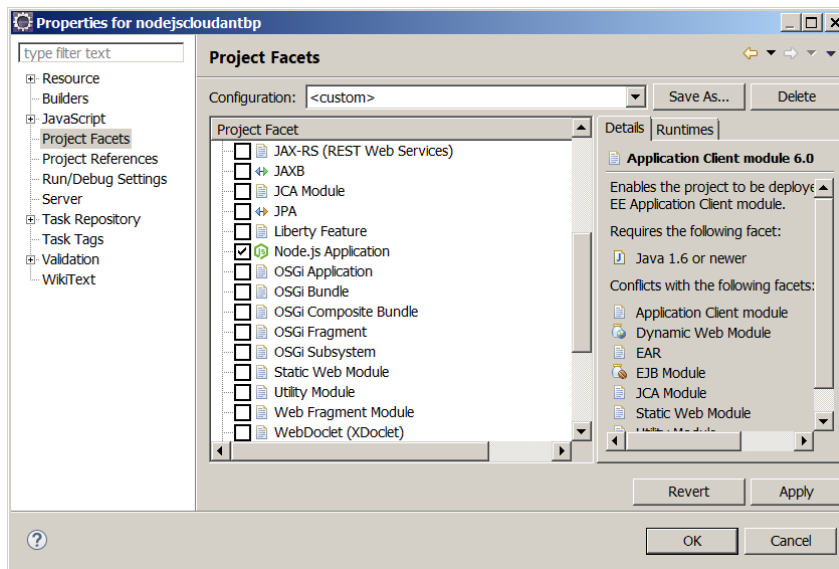 Properties for nodejscloudantbp
type filter text
Resource
Builders
JavaScript
Project Facets
Project References
Run/Debug Settings
Server
Task Repository
Task Tags
Validation
WikiText
Project Facets
Configuration: <custom> Save As... Delete
Project Facet
JAX-RS (REST Web Services)
JAXB
JCA Module
JPA
Liberty Feature
Node.js Application
OSGi Application
OSGi Bundle
OSGi Composite Bundle
OSGi Fragment
OSGi Subsystem
Static Web Module
Utility Module
Web Fragment Module
WebDoclet (XDoclet)
Details Runtimes
Application Client module 6.0
Enables the project to be deploye
EE Application Client module.
Requires the following facet:
Java 1.6 or newer
Conflicts with the following facets:
Application Client module
Dynamic Web Module
EAR
EJB Module
JCA Module
Static Web Module
Utility Module
Revert Apply
OK Cancel